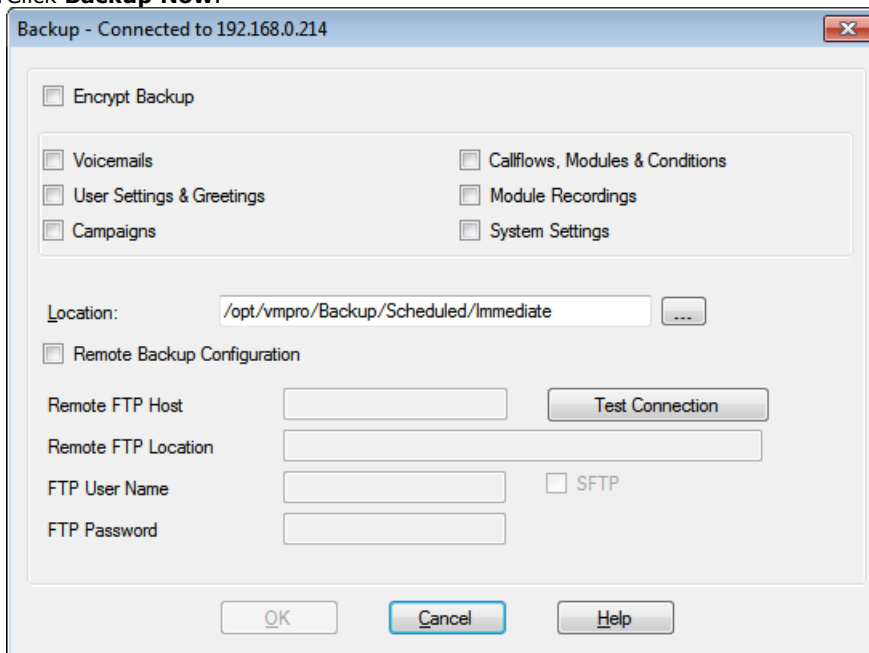 Click Backup Now.
Backup - Connected to 192.168.0.214
Encrypt Backup
Voicemails
Callflows, Modules & Conditions
User Settings & Greetings
Module Recordings
Campaigns
System Settings
Location:
/opt/vmpro/Backup/Scheduled/Immediate
...
Remote Backup Configuration
Remote FTP Host
Test Connection
Remote FTP Location
FTP User Name
SFTP
FTP Password
OK
Cancel
Help